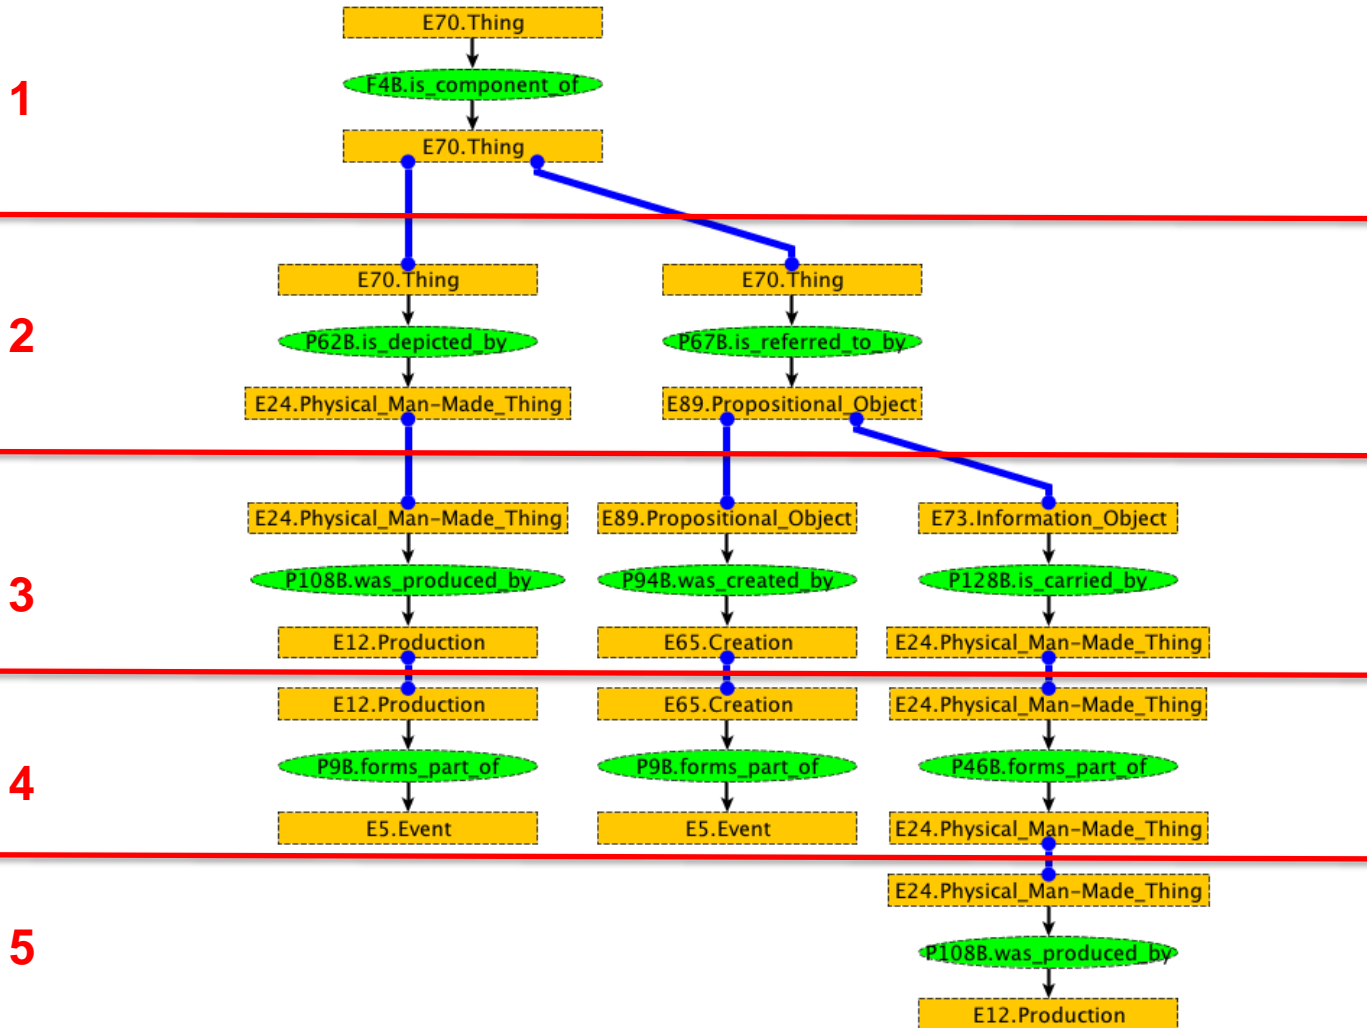 1
E70.Thing
F4B.is_component_of
E70.Thing
2
E70.Thing E70.Thing
P62B.is_depicted_by P67B.is_referred_to_by
E24.Physical_Man-Made_Thing E89.Propositional_Object
3
E24.Physical_Man-Made_Thing E89.Propositional_Object E73.Information_Object
P108B.was_produced_by P94B.was_created_by P128B.is_carried_by
E12.Production E65.Creation E24.Physical_Man-Made_Thing
4
E12.Production E65.Creation E24.Physical_Man-Made_Thing
P9B.forms_part_of P9B.forms_part_of P46B.forms_part_of
E5.Event E5.Event E24.Physical_Man-Made_Thing
5
E24.Physical_Man-Made_Thing
P108B.was_produced_by
E12.Production